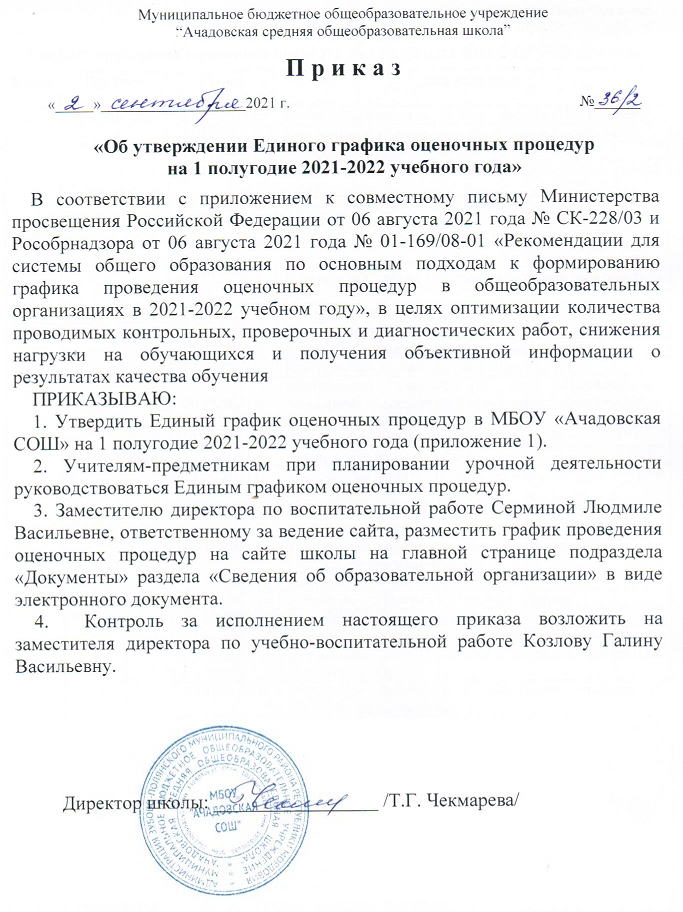 Муниципальное бюджетное общеобразовательное учреждение
“Ачадовская средняя общеобразовательная школа”
П р и к а з
« 2 » сентября 2021 г. № 36/2
«Об утверждении Единого графика оценочных процедур
на 1 полугодие 2021-2022 учебного года»
В соответствии с приложением к совместному письму Министерства
просвещения Российской Федерации от 06 августа 2021 года № СК-228/03 и
Рособрнадзора от 06 августа 2021 года № 01-169/08-01 «Рекомендации для
системы общего образования по основным подходам к формированию
графика проведения оценочных процедур в общеобразовательных
организациях в 2021-2022 учебном году», в целях оптимизации количества
проводимых контрольных, проверочных и диагностических работ, снижения
нагрузки на обучающихся и получения объективной информации о
результатах качества обучения
ПРИКАЗЫВАЮ:
1. Утвердить Единый график оценочных процедур в МБОУ «Ачадовская
СОШ» на 1 полугодие 2021-2022 учебного года (приложение 1).
2. Учителям-предметникам при планировании урочной деятельности
руководствоваться Единым графиком оценочных процедур.
3. Заместителю директора по воспитательной работе Серминой Людмиле
Васильевне, ответственному за ведение сайта, разместить график проведения
оценочных процедур на сайте школы на главной странице подраздела
«Документы» раздела «Сведения об образовательной организации» в виде
электронного документа.
4. Контроль за исполнением настоящего приказа возложить на
заместителя директора по учебно-воспитательной работе Козлову Галину
Васильевну.
Директор школы: /Т.Г. Чекмарева/
МБОУ
"АЧАДОВСКАЯ
СОШ"